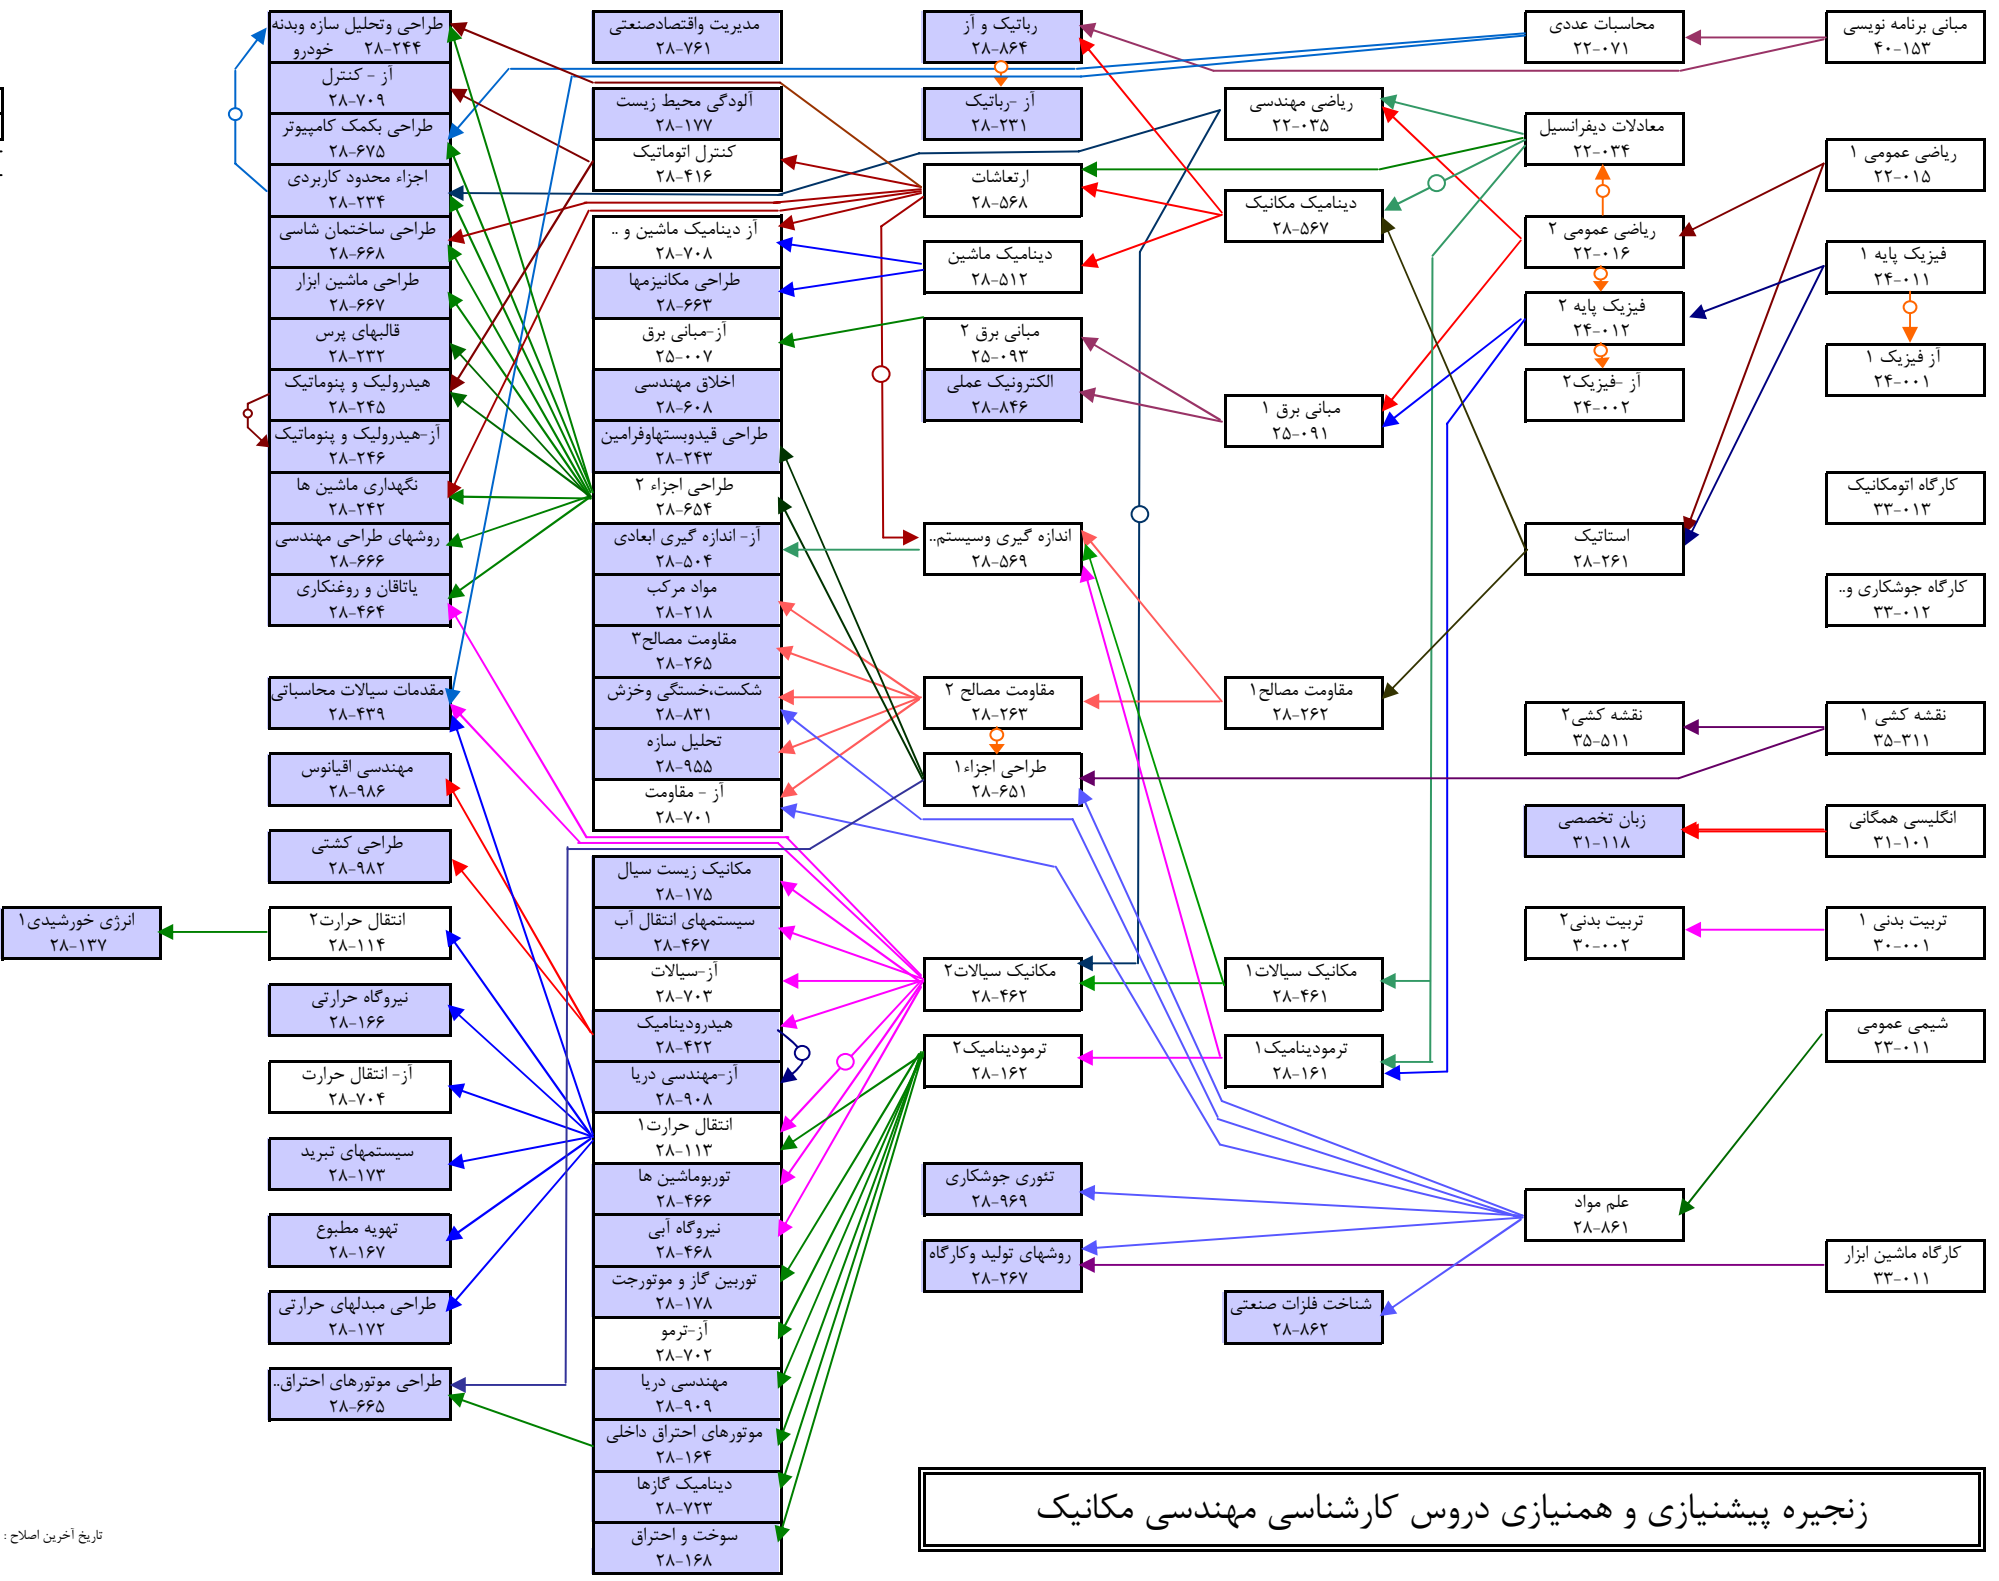 مبانی برنامه نویسی
۴۰-۱۵۳
ریاضی عمومی ۱
۲۲-۰۱۵
فیزیک پایه ۱
۲۴-۰۱۱
آز فیزیک ۱
۲۴-۰۰۱
کارگاه اتومکانیک
۳۳-۰۱۳
کارگاه جوشکاری و..
۳۳-۰۱۲
نقشه کشی ۱
۳۵-۳۱۱
انگلیسی همگانی
۳۱-۱۰۱
تربیت بدنی ۱
۳۰-۰۰۱
شیمی عمومی
۲۳-۰۱۱
کارگاه ماشین ابزار
۳۳-۰۱۱
محاسبات عددی
۲۲-۰۷۱
معادلات دیفرانسیل
۲۲-۰۳۴
ریاضی عمومی ۲
۲۲-۰۱۶
فیزیک پایه ۲
۲۴-۰۱۲
آز -فیزیک۲
۲۴-۰۰۲
استاتیک
۲۸-۲۶۱
نقشه کشی۲
۳۵-۵۱۱
زبان تخصصی
۳۱-۱۱۸
تربیت بدنی۲
۳۰-۰۰۲
علم مواد
۲۸-۸۶۱
ریاضی مهندسی
۲۲-۰۳۵
دینامیک مکانیک
۲۸-۵۶۷
مبانی برق ۱
۲۵-۰۹۱
مقاومت مصالح۱
۲۸-۲۶۲
مکانیک سیالات۱
۲۸-۴۶۱
ترمودینامیک۱
۲۸-۱۶۱
شناخت فلزات صنعتی
۲۸-۸۶۲
رباتیک و آز
۲۸-۸۶۴
آز -رباتیک
۲۸-۲۳۱
ارتعاشات
۲۸-۵۶۸
دینامیک ماشین
۲۸-۵۱۲
مبانی برق ۲
۲۵-۰۹۳
الکترونیک عملی
۲۸-۸۴۶
اندازه گیری وسیستم..
۲۸-۵۶۹
مقاومت مصالح ۲
۲۸-۲۶۳
طراحی اجزاء۱
۲۸-۶۵۱
مکانیک سیالات۲
۲۸-۴۶۲
ترمودینامیک۲
۲۸-۱۶۲
تئوری جوشکاری
۲۸-۹۶۹
روشهای تولید وکارگاه
۲۸-۲۶۷
مدیریت واقتصادصنعتی
۲۸-۷۶۱
آلودگی محیط زیست
۲۸-۱۷۷
کنترل اتوماتیک
۲۸-۴۱۶
آز دینامیک ماشین و ..
۲۸-۷۰۸
طراحی مکانیزمها
۲۸-۶۶۳
آز-مبانی برق
۲۵-۰۰۷
اخلاق مهندسی
۲۸-۶۰۸
طراحی قیدوبستهاوفرامین
۲۸-۲۴۳
طراحی اجزاء ۲
۲۸-۶۵۴
آز- اندازه گیری ابعادی
۲۸-۵۰۴
مواد مرکب
۲۸-۲۱۸
مقاومت مصالح۳
۲۸-۲۶۵
شکست،خستگی وخزش
۲۸-۸۳۱
تحلیل سازه
۲۸-۹۵۵
آز - مقاومت
۲۸-۷۰۱
مکانیک زیست سیال
۲۸-۱۷۵
سیستمهای انتقال آب
۲۸-۴۶۷
آز-سیالات
۲۸-۷۰۳
هیدرودینامیک
۲۸-۴۲۲
آز-مهندسی دریا
۲۸-۹۰۸
انتقال حرارت۱
۲۸-۱۱۳
توربوماشین ها
۲۸-۴۶۶
نیروگاه آبی
۲۸-۴۶۸
توربین گاز و موتورجت
۲۸-۱۷۸
آز-ترمو
۲۸-۷۰۲
مهندسی دریا
۲۸-۹۰۹
موتورهای احتراق داخلی
۲۸-۱۶۴
دینامیک گازها
۲۸-۷۲۳
سوخت و احتراق
۲۸-۱۶۸
طراحی وتحلیل سازه وبدنه
خودرو ۲۸-۲۴۴
آز - کنترل
۲۸-۷۰۹
طراحی بکمک کامپیوتر
۲۸-۶۷۵
اجزاء محدود کاربردی
۲۸-۲۳۴
طراحی ساختمان شاسی
۲۸-۶۶۸
طراحی ماشین ابزار
۲۸-۶۶۷
قالبهای پرس
۲۸-۲۳۲
هیدرولیک و پنوماتیک
۲۸-۲۴۵
آز-هیدرولیک و پنوماتیک
۲۸-۲۴۶
نگهداری ماشین ها
۲۸-۲۴۲
روشهای طراحی مهندسی
۲۸-۶۶۶
یاتاقان و روغنکاری
۲۸-۴۶۴
مقدمات سیالات محاسباتی
۲۸-۴۳۹
مهندسی اقیانوس
۲۸-۹۸۶
طراحی کشتی
۲۸-۹۸۲
انتقال حرارت۲
۲۸-۱۱۴
نیروگاه حرارتی
۲۸-۱۶۶
آز- انتقال حرارت
۲۸-۷۰۴
سیستمهای تبرید
۲۸-۱۷۳
تهویه مطبوع
۲۸-۱۶۷
طراحی مبدلهای حرارتی
۲۸-۱۷۲
طراحی موتورهای احتراق..
۲۸-۶۶۵
انرژی خورشیدی۱
۲۸-۱۳۷
زنجیره پیشنیازی و همنیازی دروس کارشناسی مهندسی مکانیک
تاریخ آخرین اصلاح :